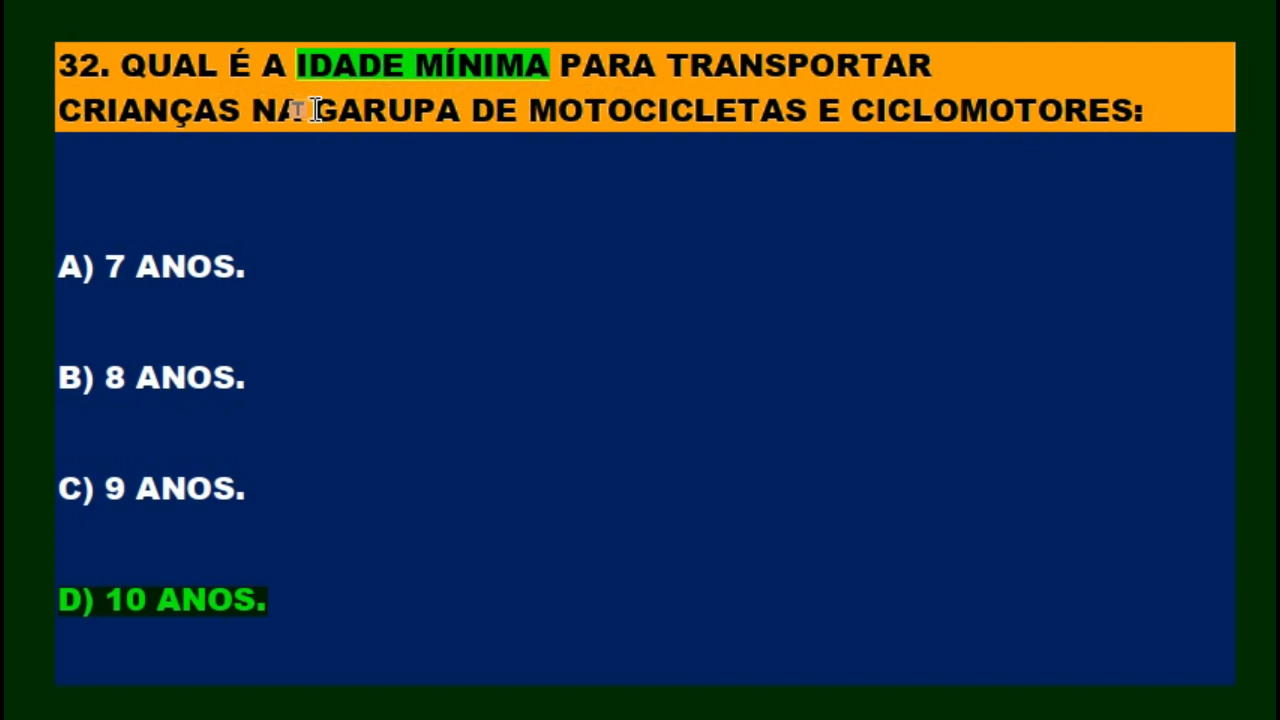 32. QUAL É A IDADE MÍNIMA PARA TRANSPORTAR
CRIANÇAS NA GARUPA DE MOTOCICLETAS E CICLOMOTORES:
A) 7 ANOS.
B) 8 ANOS.
C) 9 ANOS.
D) 10 ANOS.